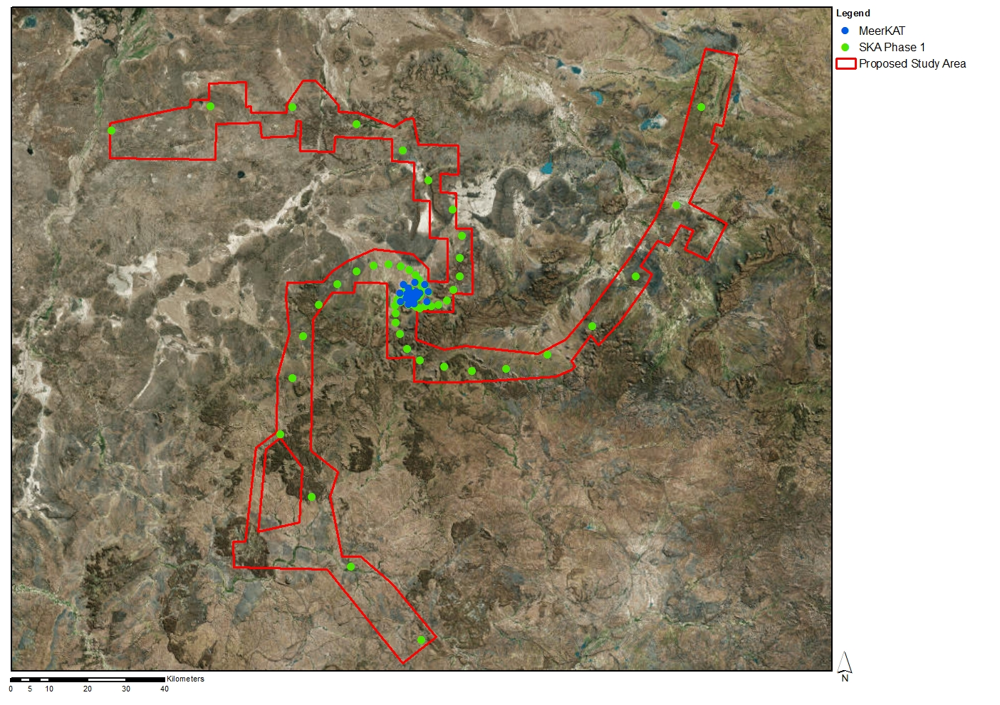 Legend
MeerKAT
SKA Phase 1
Proposed Study Area
N
Kilometers
0 5 10 20 30 40